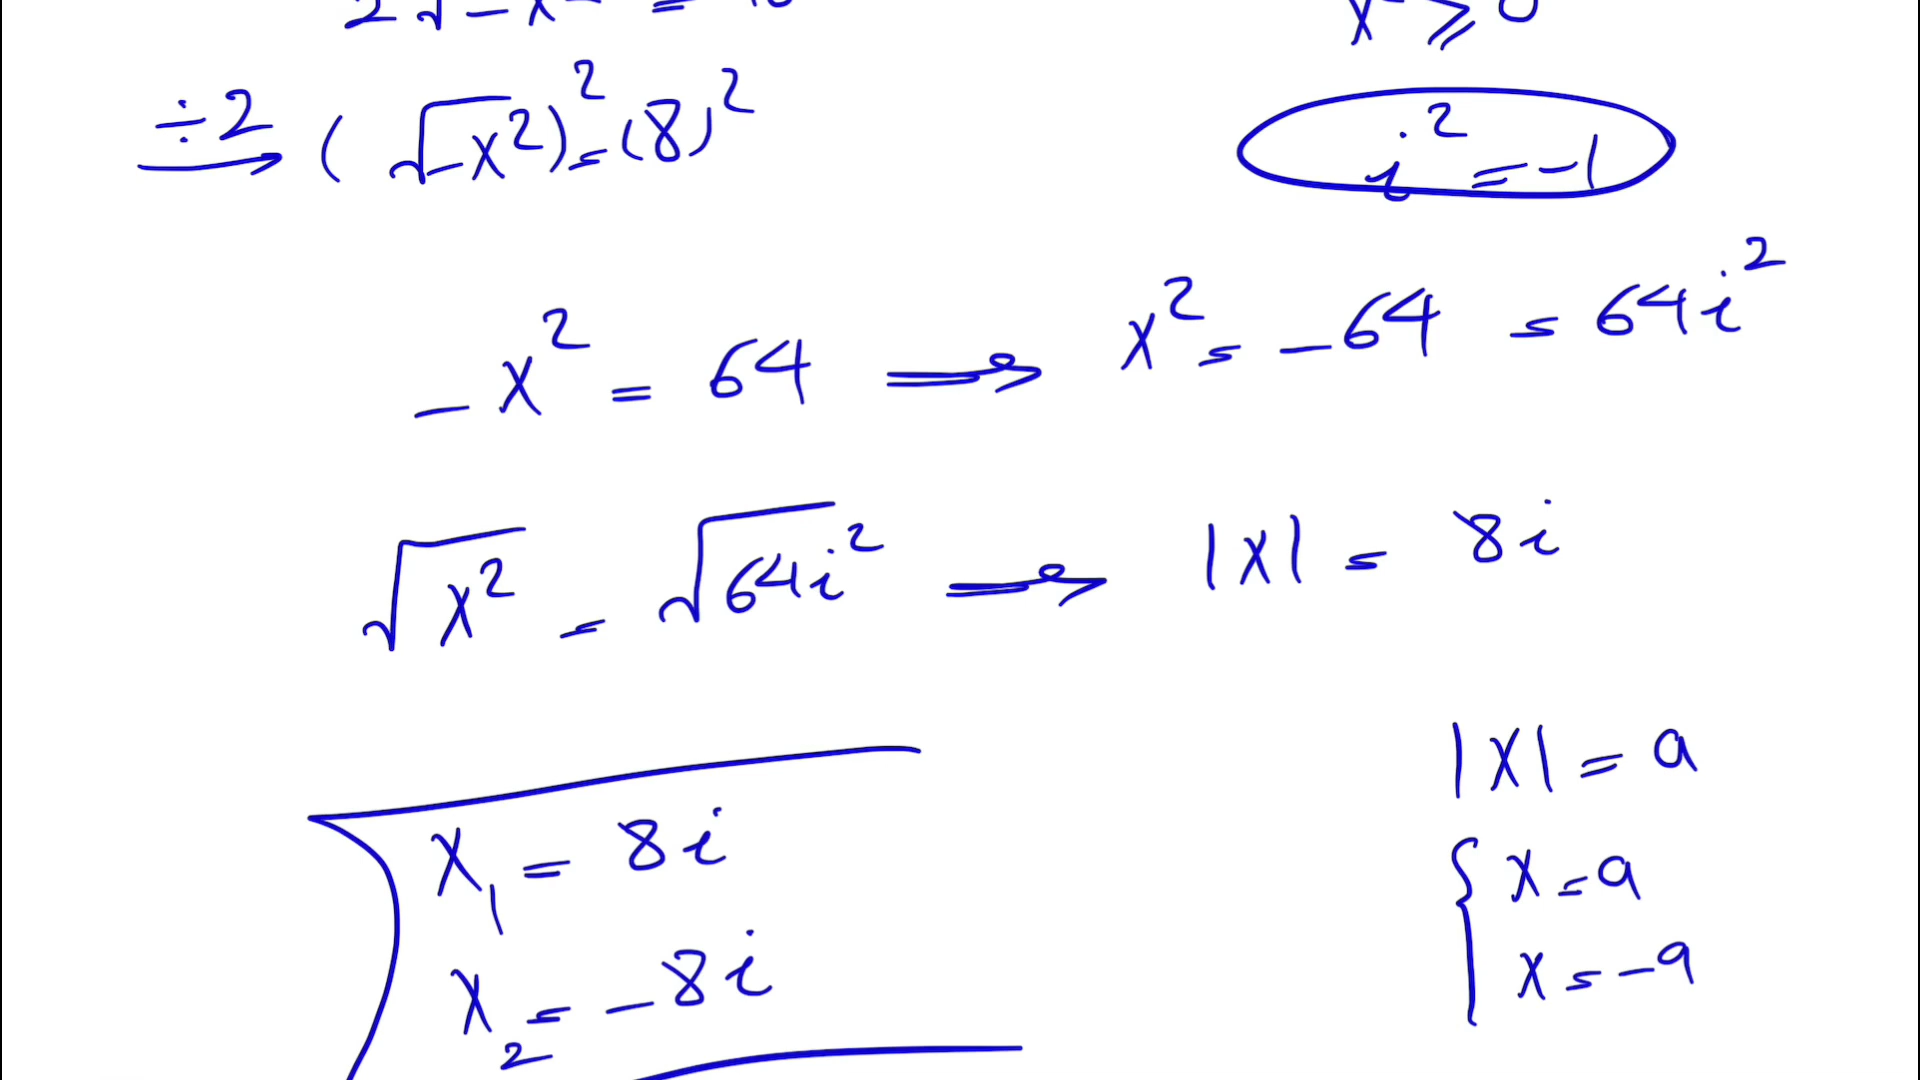 ÷2 ⟶ (√-x²)² = (8)²
i² = -1
-x² = 64 ⟹ x² = -64 = 64i²
√x² = √64i² ⟹ |x| = 8i
|x| = a
x₁ = 8i
{ x = a
x₂ = -8i
x = -a